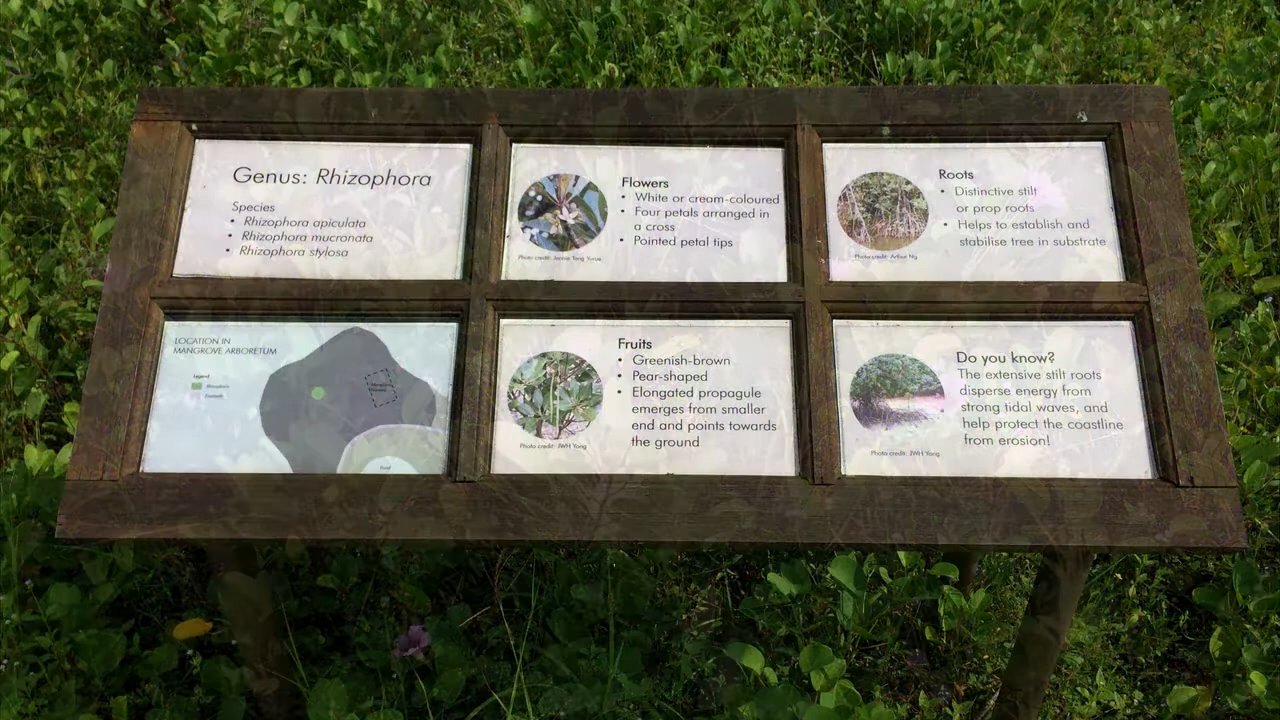 Genus: Rhizophora
Species
• Rhizophora apiculata
• Rhizophora mucronata
• Rhizophora stylosa
Flowers
• White or cream-coloured
• Four petals arranged in
a cross
• Pointed petal tips
Photo credit: Jennie Tang Yunxe
Roots
• Distinctive stilt
or prop roots
• Helps to establish and
stabilise tree in substrate
Photo credit: Arthur Ng
LOCATION IN
MANGROVE ARBORETUM
Legend
Fruits
• Greenish-brown
• Pear-shaped
• Elongated propagule
emerges from smaller
end and points towards
the ground
Photo credit: JWH Yong
Do you know?
The extensive stilt roots
disperse energy from
strong tidal waves, and
help protect the coastline
from erosion!
Photo credit: JWH Yong